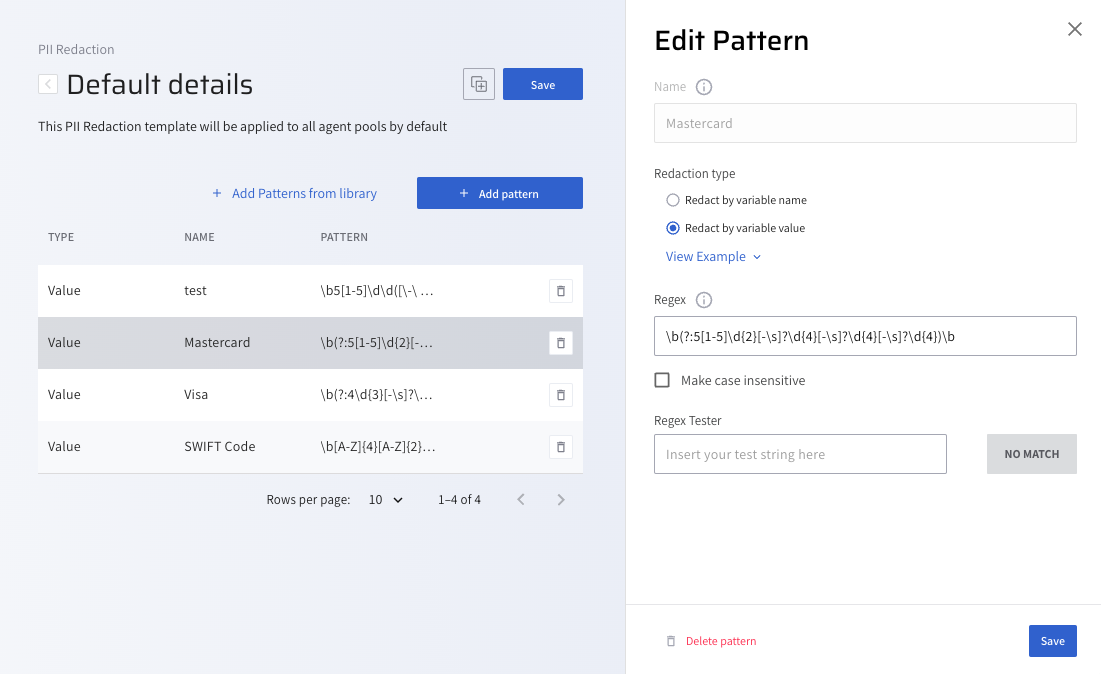 PII Redaction
Default details
Save
This PII Redaction template will be applied to all agent pools by default
+ Add Patterns from library
+ Add pattern
TYPE NAME PATTERN
Value test \b5[1-5]\d\d([\-\ ...
Value Mastercard \b(?:5[1-5]\d{2}[-...
Value Visa \b(?:4\d{3}[-\s]?\...
Value SWIFT Code \b[A-Z]{4}[A-Z]{2}...
Rows per page: 10 1–4 of 4
Edit Pattern
Name
Mastercard
Redaction type
Redact by variable name
Redact by variable value
View Example
Regex
\b(?:5[1-5]\d{2}[-\s]?\d{4}[-\s]?\d{4}[-\s]?\d{4})\b
Make case insensitive
Regex Tester
Insert your test string here
NO MATCH
Delete pattern
Save